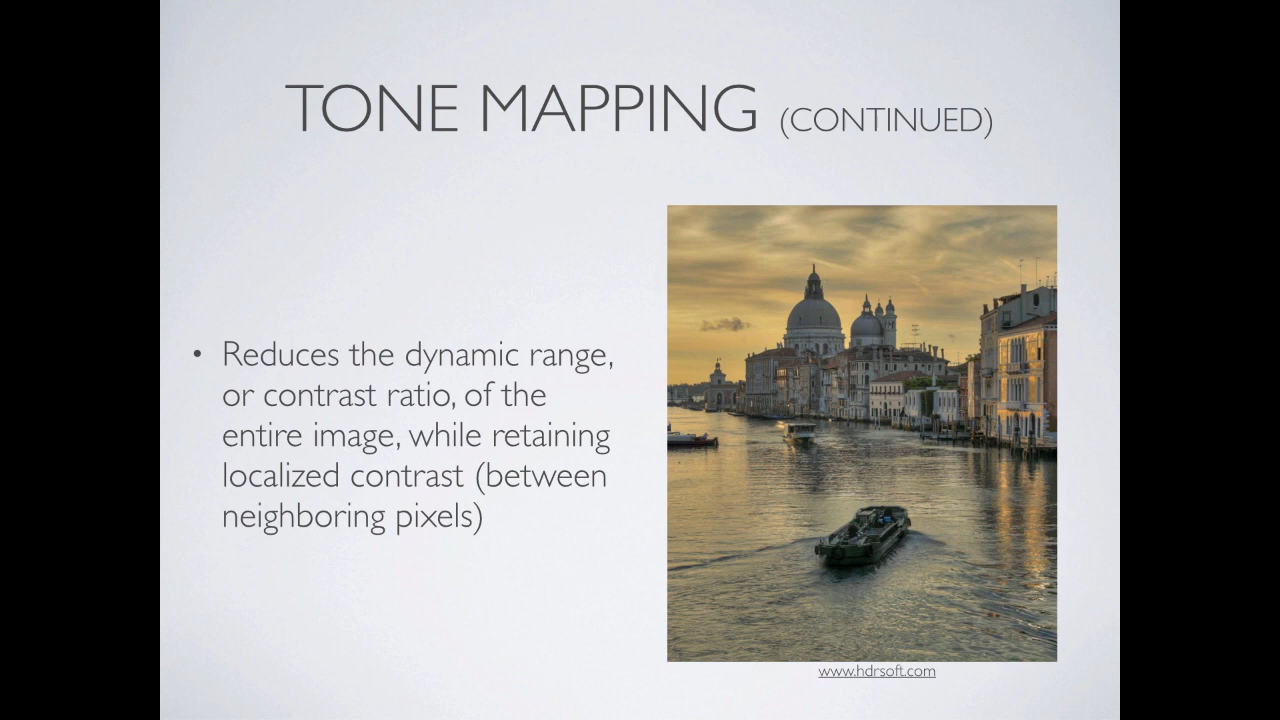 TONE MAPPING (CONTINUED)
• Reduces the dynamic range,
or contrast ratio, of the
entire image, while retaining
localized contrast (between
neighboring pixels)
www.hdrsoft.com